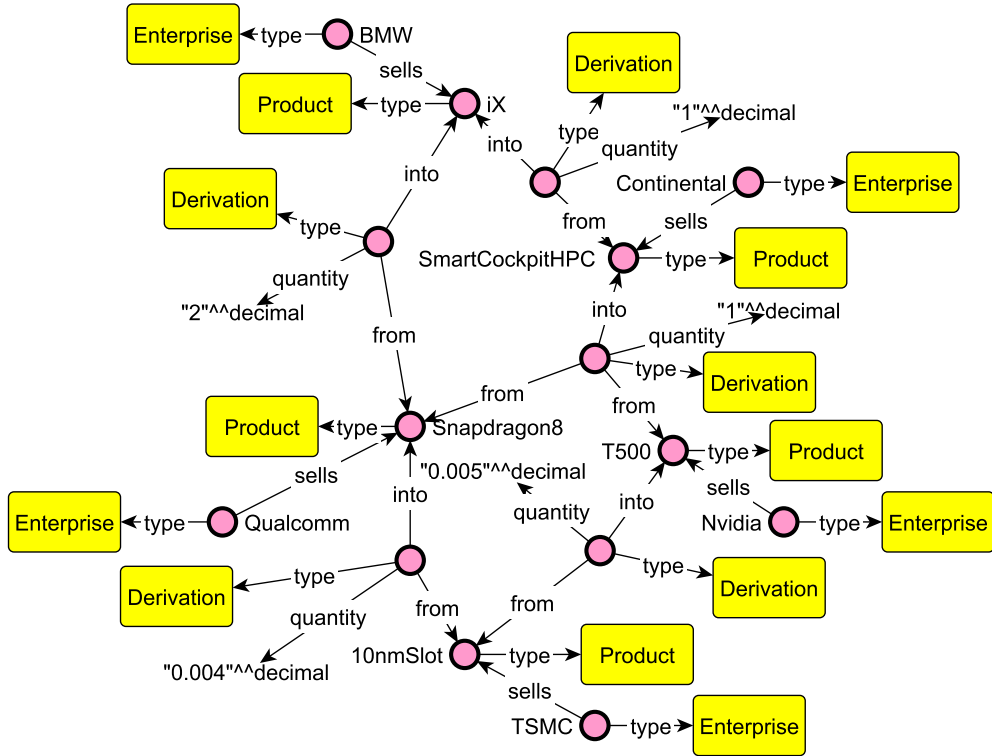 Enterprise
type
BMW
sells
Product
type
iX
Derivation
type
"1"^^decimal
into
quantity
into
Continental
type
Enterprise
Derivation
type
from
sells
SmartCockpitHPC
type
Product
quantity
"2"^^decimal
into
"1"^^decimal
from
quantity
type
Derivation
from
from
Product
type
Snapdragon8
T500
type
Product
"0.005"^^decimal
sells
into
into
sells
quantity
Enterprise
type
Qualcomm
Nvidia
type
Enterprise
type
type
Derivation
Derivation
quantity
from
from
10nmSlot
type
Product
"0.004"^^decimal
sells
TSMC
type
Enterprise